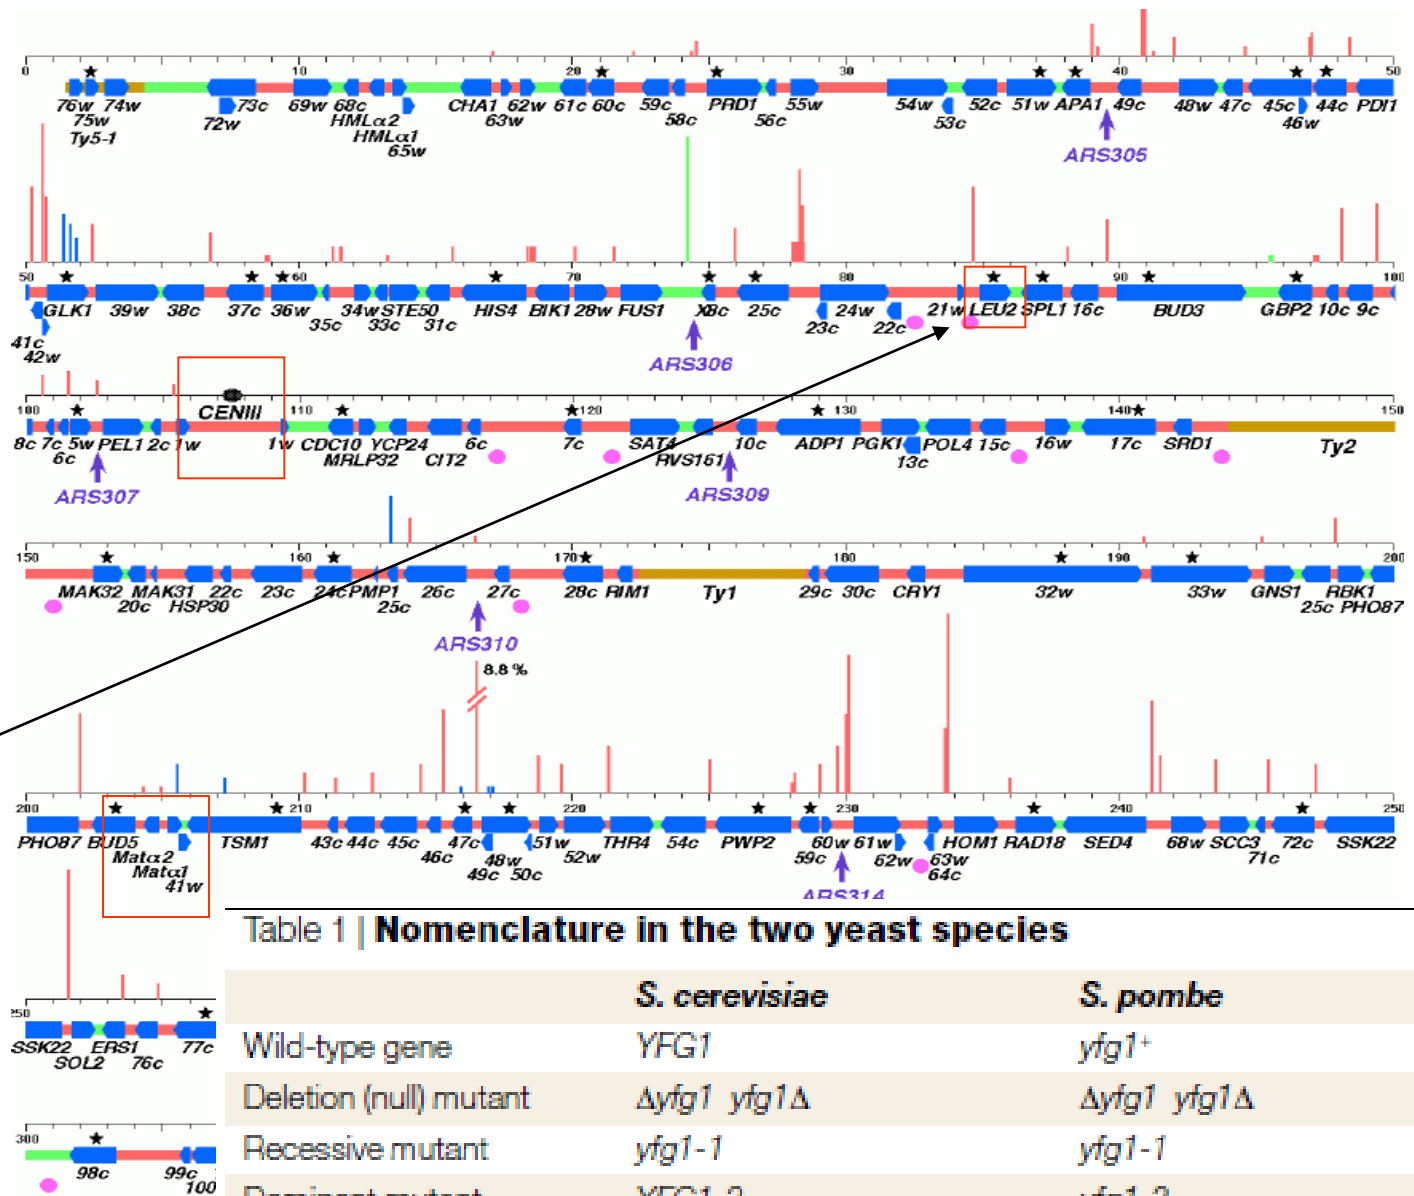 0 10 20 30 40 50
76w 74w 73c 69w 68c CHA1 62w 61c 60c 59c PRD1 55w 54w 52c 51w APA1 49c 48w 47c 45c 44c PDI1
75w 72w HMLα2 63w 58c 56c 53c 46w
Ty5-1 HMLα1
65w
ARS305
50 60 70 80 90 100
GLK1 39w 38c 37c 36w 34w STE50 HIS4 BIK1 28w FUS1 X8c 25c 24w 21w LEU2 SPL1 16c BUD3 GBP2 10c 9c
35c 33c 31c 23c 22c
41c
42w
ARS306
CENIII
100 110 120 130 140 150
8c 7c 5w PEL1 2c 1w 1w CDC10 YCP24 6c 7c SAT4 10c ADP1 PGK1 POL4 15c 16w 17c SRD1 Ty2
6c MRLP32 CIT2 RVS161 13c
ARS307 ARS309
150 160 170 180 190 200
MAK32 MAK31 22c 23c 24c PMP1 26c 27c 28c RIM1 Ty1 29c 30c CRY1 32w 33w GNS1 RBK1
20c HSP30 25c 25c PHO87
ARS310
8.8 %
200 210 220 230 240 250
PHO87 BUD5 TSM1 43c 44c 45c 47c 51w THR4 54c PWP2 60w 61w HOM1 RAD18 SED4 68w SCC3 72c SSK22
Matα2 46c 48w 52w 59c 62w 63w 71c
Matα1 49c 50c 64c
41w
ARS314
250
SSK22 ERS1 77c
SOL2 76c
300
98c 99c
100
Table 1 | Nomenclature in the two yeast species
S. cerevisiae S. pombe
Wild-type gene YFG1 yfg1+
Deletion (null) mutant Δyfg1 yfg1Δ Δyfg1 yfg1Δ
Recessive mutant yfg1-1 yfg1-1
Dominant mutant YFG1-2 yfg1-2